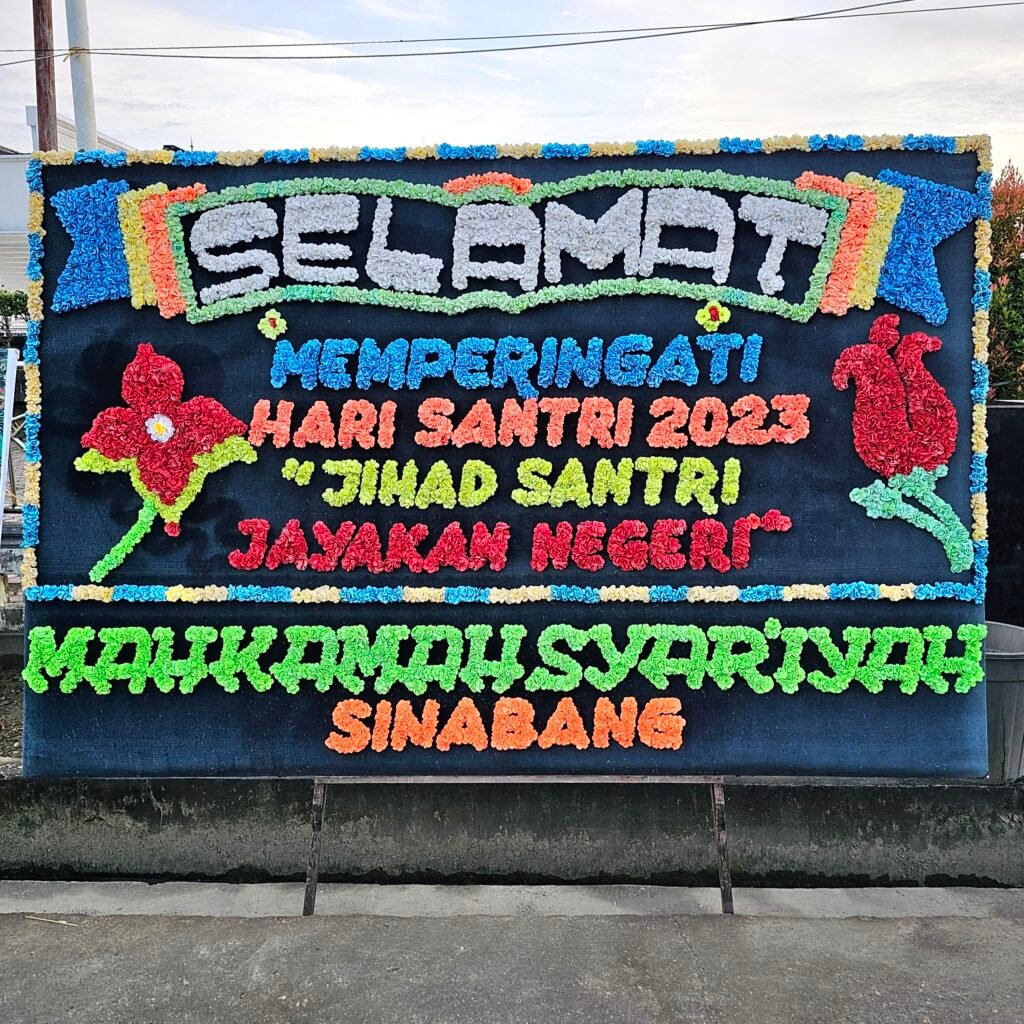 SELAMAT
MEMPERINGATI
HARI SANTRI 2023
"JIHAD SANTRI
JAYAKAN NEGERI"
MAHKAMAH SYAR'IYAH
SINABANG